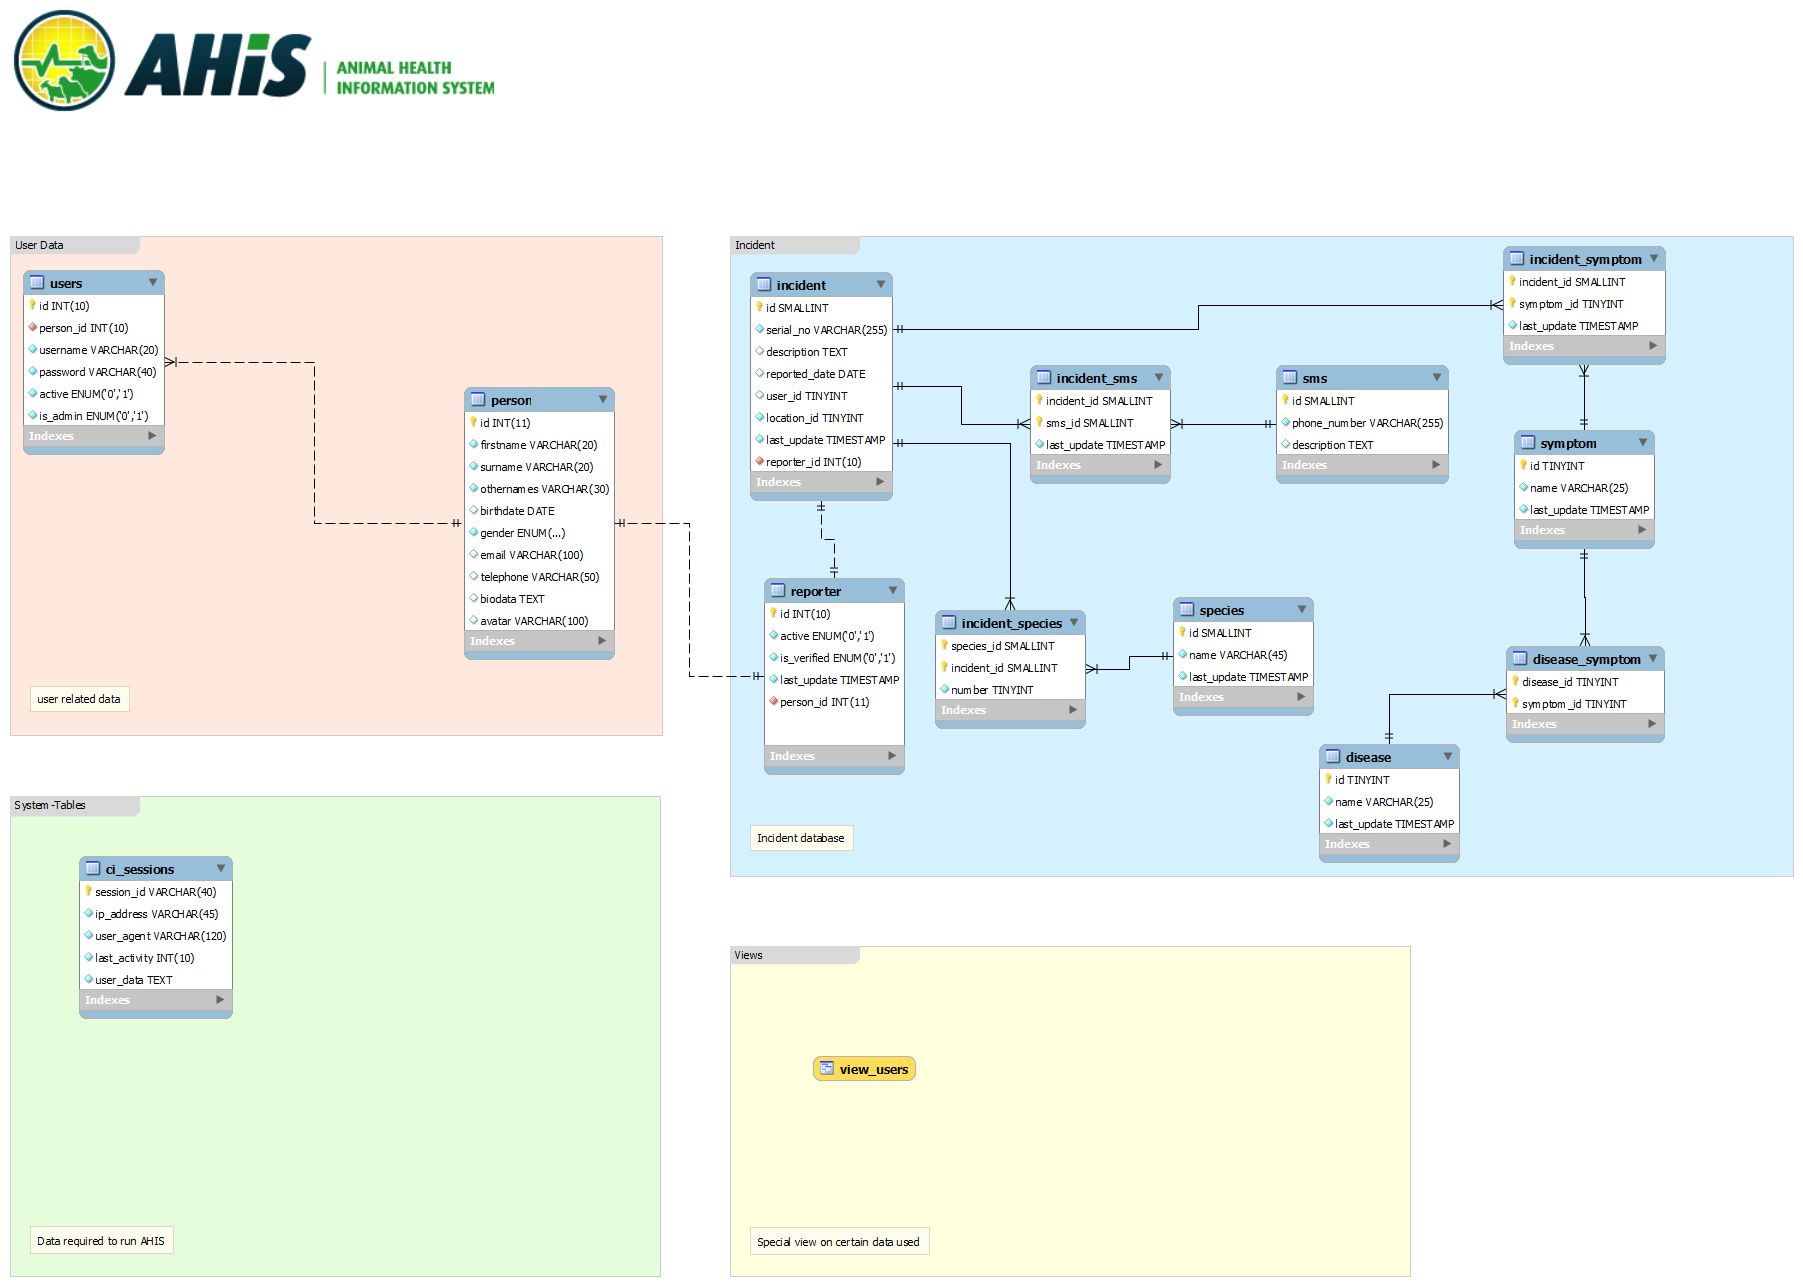 AHiS
ANIMAL HEALTH
INFORMATION SYSTEM
User Data
users
id INT(10)
person_id INT(10)
username VARCHAR(20)
password VARCHAR(40)
active ENUM('0','1')
is_admin ENUM('0','1')
Indexes
person
id INT(11)
firstname VARCHAR(20)
surname VARCHAR(20)
othernames VARCHAR(30)
birthdate DATE
gender ENUM(...)
email VARCHAR(100)
telephone VARCHAR(50)
biodata TEXT
avatar VARCHAR(100)
Indexes
user related data
Incident
incident
id SMALLINT
serial_no VARCHAR(255)
description TEXT
reported_date DATE
user_id TINYINT
location_id TINYINT
last_update TIMESTAMP
reporter_id INT(10)
Indexes
incident_sms
incident_id SMALLINT
sms_id SMALLINT
last_update TIMESTAMP
Indexes
sms
id SMALLINT
phone_number VARCHAR(255)
description TEXT
Indexes
incident_symptom
incident_id SMALLINT
symptom_id TINYINT
last_update TIMESTAMP
Indexes
symptom
id TINYINT
name VARCHAR(25)
last_update TIMESTAMP
Indexes
reporter
id INT(10)
active ENUM('0','1')
is_verified ENUM('0','1')
last_update TIMESTAMP
person_id INT(11)
Indexes
incident_species
species_id SMALLINT
incident_id SMALLINT
number TINYINT
Indexes
species
id SMALLINT
name VARCHAR(45)
last_update TIMESTAMP
Indexes
disease_symptom
disease_id TINYINT
symptom_id TINYINT
Indexes
disease
id TINYINT
name VARCHAR(25)
last_update TIMESTAMP
Indexes
Incident database
System-Tables
ci_sessions
session_id VARCHAR(40)
ip_address VARCHAR(45)
user_agent VARCHAR(120)
last_activity INT(10)
user_data TEXT
Indexes
Data required to run AHIS
Views
view_users
Special view on certain data used